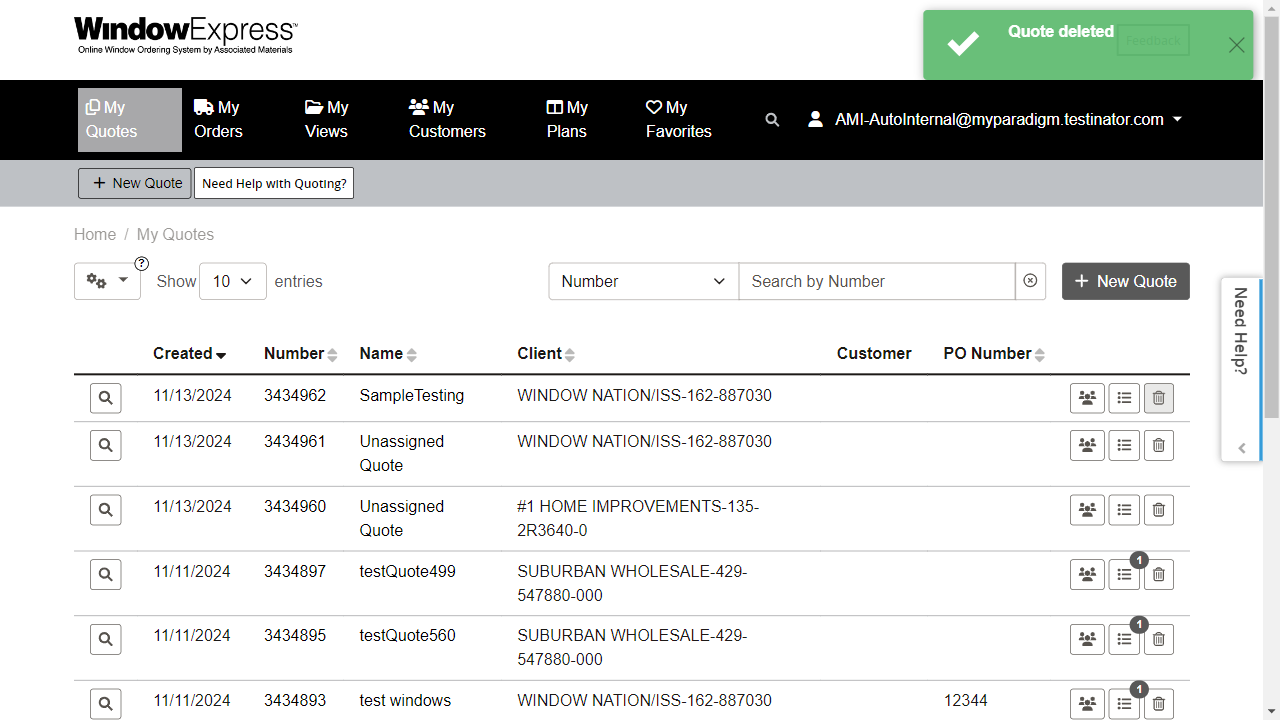 WindowExpress™
Online Window Ordering System by Associated Materials
Quote deleted
Feedback
My Quotes
My Orders
My Views
My Customers
My Plans
My Favorites
AMI-AutoInternal@myparadigm.testinator.com
New Quote
Need Help with Quoting?
Home / My Quotes
?
Show 10 entries
Number
Search by Number
New Quote
Need Help?
Created Number Name Client Customer PO Number
11/13/2024 3434962 SampleTesting WINDOW NATION/ISS-162-887030
11/13/2024 3434961 Unassigned Quote WINDOW NATION/ISS-162-887030
11/13/2024 3434960 Unassigned Quote #1 HOME IMPROVEMENTS-135-2R3640-0
11/11/2024 3434897 testQuote499 SUBURBAN WHOLESALE-429-547880-000 1
11/11/2024 3434895 testQuote560 SUBURBAN WHOLESALE-429-547880-000 1
11/11/2024 3434893 test windows WINDOW NATION/ISS-162-887030 12344 1